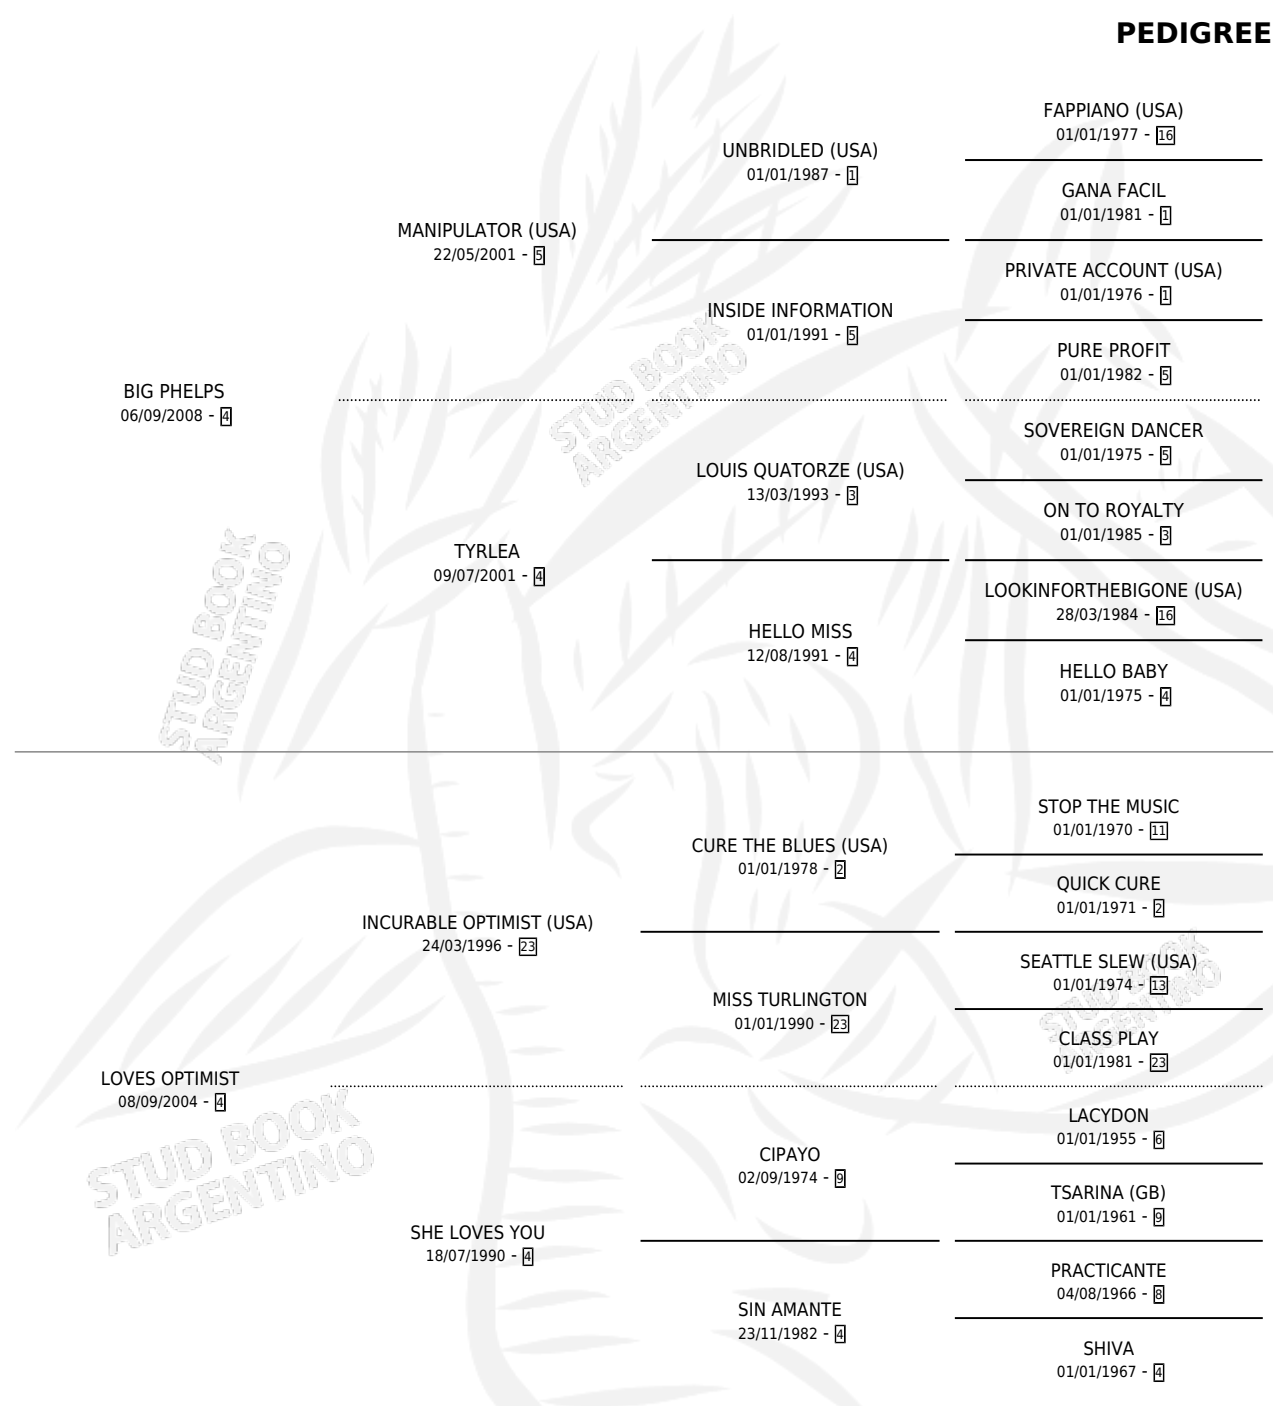 PEDIGREE
FAPPIANO (USA)
01/01/1977 - 16
UNBRIDLED (USA)
01/01/1987 - 1
GANA FACIL
01/01/1981 - 1
MANIPULATOR (USA)
22/05/2001 - 5
PRIVATE ACCOUNT (USA)
01/01/1976 - 1
INSIDE INFORMATION
01/01/1991 - 5
PURE PROFIT
01/01/1982 - 5
BIG PHELPS
06/09/2008 - 4
SOVEREIGN DANCER
01/01/1975 - 5
LOUIS QUATORZE (USA)
13/03/1993 - 3
ON TO ROYALTY
01/01/1985 - 3
TYRLEA
09/07/2001 - 4
LOOKINFORTHEBIGONE (USA)
28/03/1984 - 16
HELLO MISS
12/08/1991 - 4
HELLO BABY
01/01/1975 - 4
STOP THE MUSIC
01/01/1970 - 11
CURE THE BLUES (USA)
01/01/1978 - 2
QUICK CURE
01/01/1971 - 2
INCURABLE OPTIMIST (USA)
24/03/1996 - 23
SEATTLE SLEW (USA)
01/01/1974 - 13
MISS TURLINGTON
01/01/1990 - 23
CLASS PLAY
01/01/1981 - 23
LOVES OPTIMIST
08/09/2004 - 4
LACYDON
01/01/1955 - 6
CIPAYO
02/09/1974 - 9
TSARINA (GB)
01/01/1961 - 9
SHE LOVES YOU
18/07/1990 - 4
PRACTICANTE
04/08/1966 - 8
SIN AMANTE
23/11/1982 - 4
SHIVA
01/01/1967 - 4
STUD BOOK
ARGENTINO
STUD BOOK
ARGENTINO
STUD BOOK
ARGENTINO
STUD BOOK
ARGENTINO